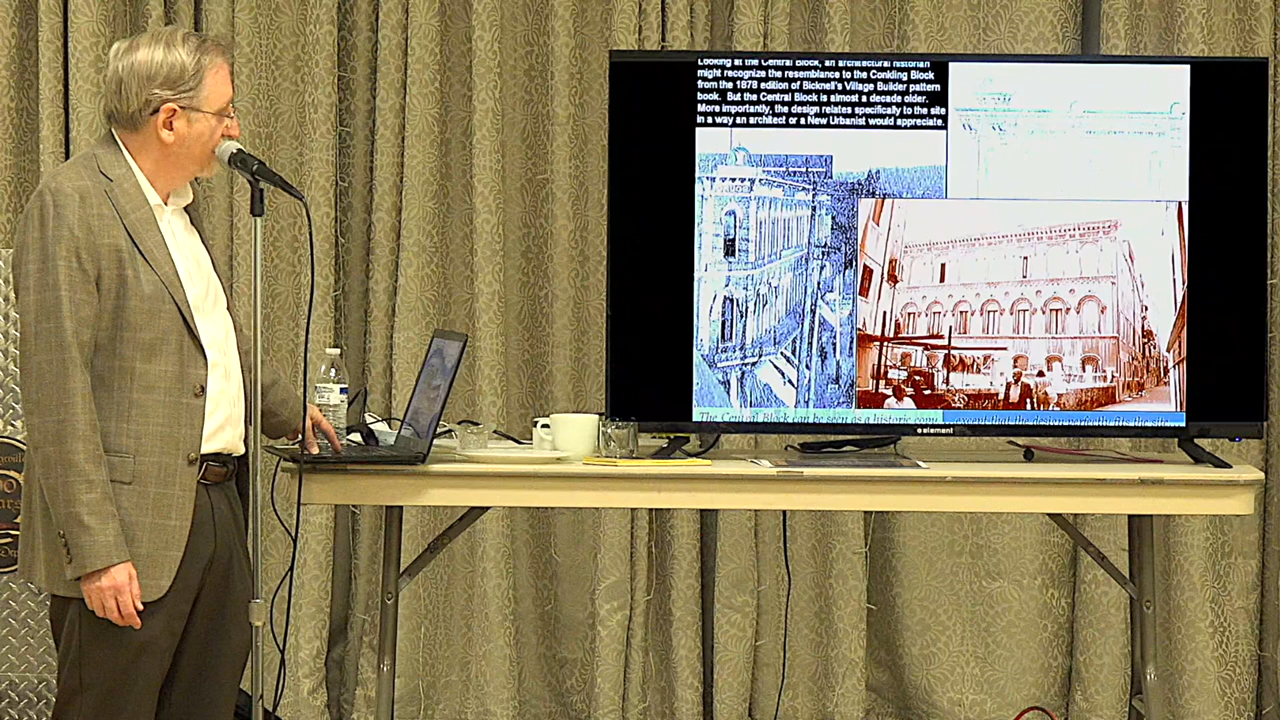 Looking at the Central Block, an architectural historian
might recognize the resemblance to the Conkling Block
from the 1878 edition of Bicknell's Village Builder pattern
book. But the Central Block is almost a decade older.
More importantly, the design relates specifically to the site
in a way an architect or a New Urbanist would appreciate.
The Central Block can be seen as a historic copy
except that the design perfectly fits the site
element